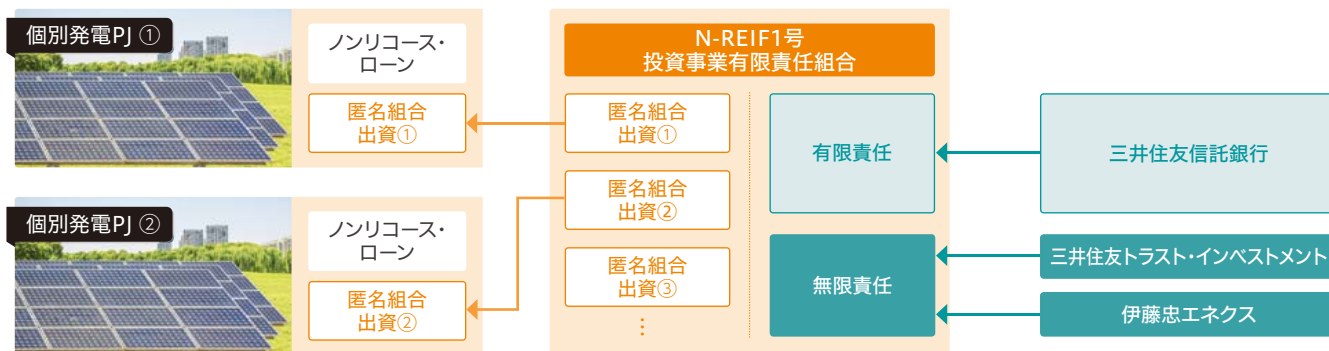 個別発電PJ ①
ノンリコース・
ローン
匿名組合
出資①
個別発電PJ ②
ノンリコース・
ローン
匿名組合
出資②
N-REIF1号
投資事業有限責任組合
匿名組合
出資①
匿名組合
出資②
匿名組合
出資③
⋮
有限責任
無限責任
三井住友信託銀行
三井住友トラスト・インベストメント
伊藤忠エネクス